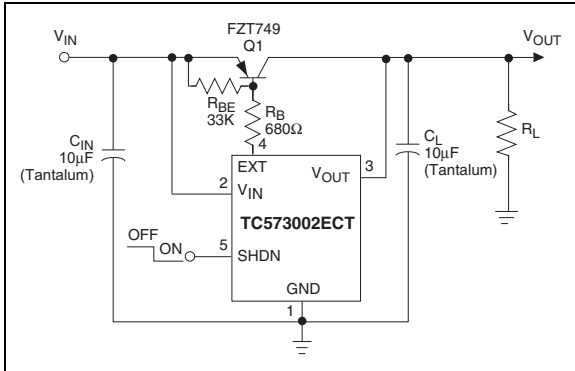 FZT749
Q1
VIN
VOUT
RBE
33K
RB
680Ω
CIN
10µF
(Tantalum)
4
EXT
VOUT
3
CL
10µF
(Tantalum)
RL
2
VIN
TC573002ECT
OFF
ON
5
SHDN
GND
1